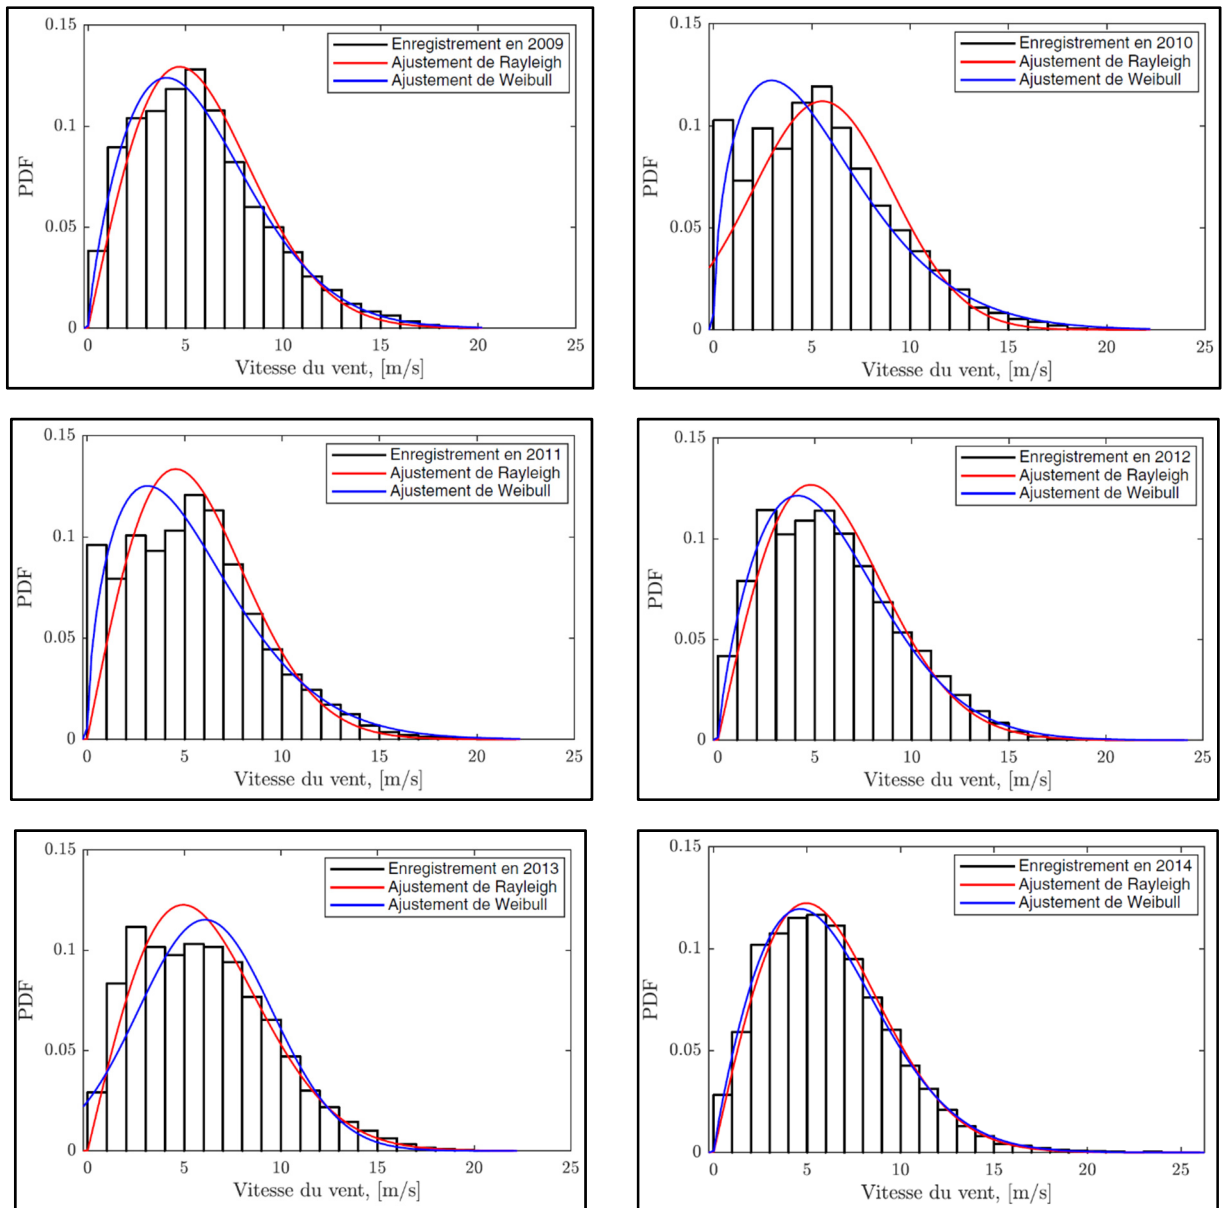 0.15
Enregistrement en 2009
Ajustement de Rayleigh
Ajustement de Weibull
0.1
PDF
0.05
0
0 5 10 15 20 25
Vitesse du vent, [m/s]
0.15
Enregistrement en 2010
Ajustement de Rayleigh
Ajustement de Weibull
0.1
PDF
0.05
0
0 5 10 15 20 25
Vitesse du vent, [m/s]
0.15
Enregistrement en 2011
Ajustement de Rayleigh
Ajustement de Weibull
0.1
PDF
0.05
0
0 5 10 15 20 25
Vitesse du vent, [m/s]
0.15
Enregistrement en 2012
Ajustement de Rayleigh
Ajustement de Weibull
0.1
PDF
0.05
0
0 5 10 15 20 25
Vitesse du vent, [m/s]
0.15
Enregistrement en 2013
Ajustement de Rayleigh
Ajustement de Weibull
0.1
PDF
0.05
0
0 5 10 15 20 25
Vitesse du vent, [m/s]
0.15
Enregistrement en 2014
Ajustement de Rayleigh
Ajustement de Weibull
0.1
PDF
0.05
0
0 5 10 15 20 25
Vitesse du vent, [m/s]